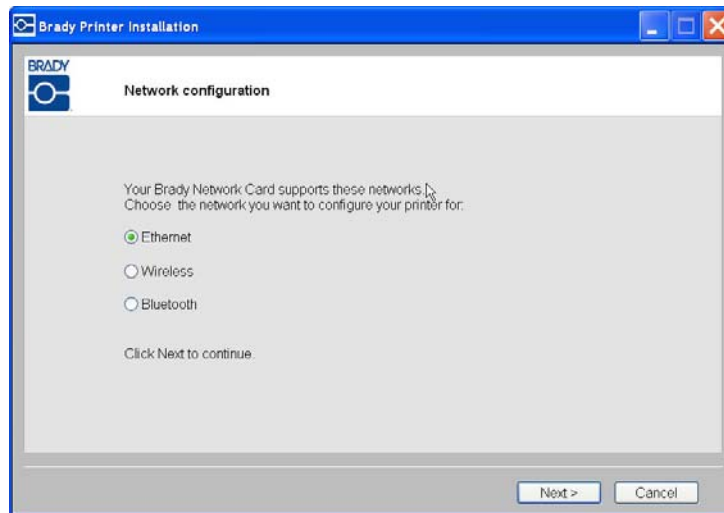 Brady Printer Installation
BRADY
Network configuration
Your Brady Network Card supports these networks.
Choose the network you want to configure your printer for:
Ethernet
Wireless
Bluetooth
Click Next to continue.
Next >
Cancel